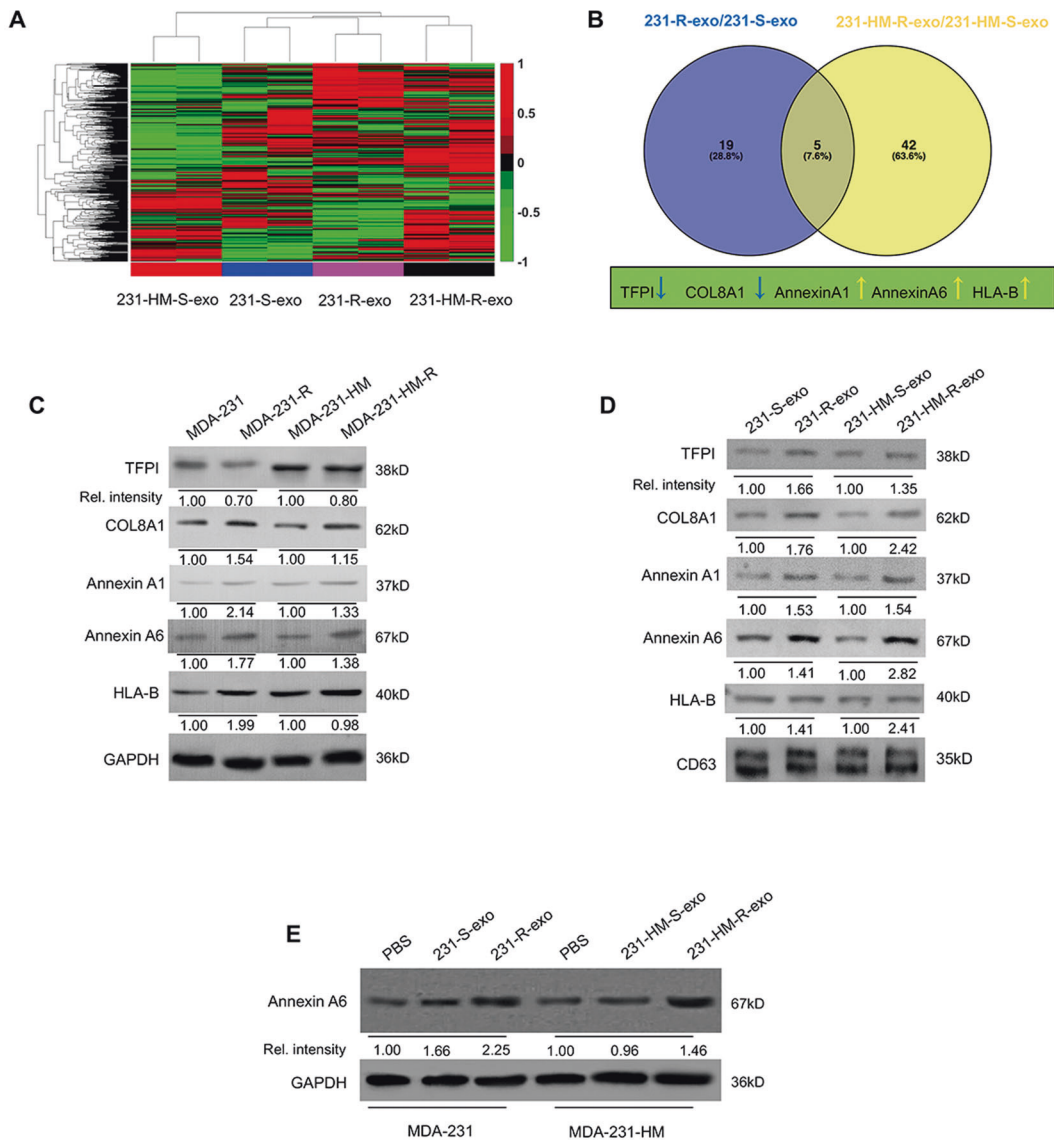 A
1
0.5
0
-0.5
-1
231-HM-S-exo 231-S-exo 231-R-exo 231-HM-R-exo
B
231-R-exo/231-S-exo 231-HM-R-exo/231-HM-S-exo
19 5 42
(28.8%) (7.6%) (63.6%)
TFPI↓ COL8A1 ↓ AnnexinA1 ↑ AnnexinA6 ↑ HLA-B ↑
C
MDA-231 MDA-231-R MDA-231-HM MDA-231-HM-R
TFPI 38kD
Rel. intensity 1.00 0.70 1.00 0.80
COL8A1 62kD
1.00 1.54 1.00 1.15
Annexin A1 37kD
1.00 2.14 1.00 1.33
Annexin A6 67kD
1.00 1.77 1.00 1.38
HLA-B 40kD
1.00 1.99 1.00 0.98
GAPDH 36kD
D
231-S-exo 231-R-exo 231-HM-S-exo 231-HM-R-exo
TFPI 38kD
Rel. intensity 1.00 1.66 1.00 1.35
COL8A1 62kD
1.00 1.76 1.00 2.42
Annexin A1 37kD
1.00 1.53 1.00 1.54
Annexin A6 67kD
1.00 1.41 1.00 2.82
HLA-B 40kD
1.00 1.41 1.00 2.41
CD63 35kD
E
PBS 231-S-exo 231-R-exo PBS 231-HM-S-exo 231-HM-R-exo
Annexin A6 67kD
Rel. intensity 1.00 1.66 2.25 1.00 0.96 1.46
GAPDH 36kD
MDA-231 MDA-231-HM